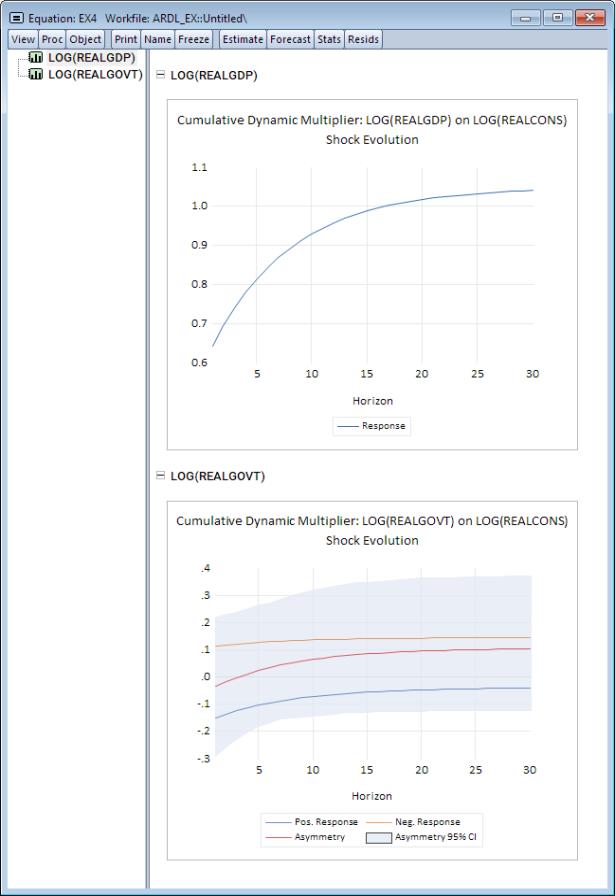 Equation: EX4 Workfile: ARDL_EX::Untitled\
View Proc Object Print Name Freeze Estimate Forecast Stats Resids
LOG(REALGDP)
LOG(REALGOVT)
LOG(REALGDP)
Cumulative Dynamic Multiplier: LOG(REALGDP) on LOG(REALCONS)
Shock Evolution
1.1
1.0
0.9
0.8
0.7
0.6
5 10 15 20 25 30
Horizon
Response
LOG(REALGOVT)
Cumulative Dynamic Multiplier: LOG(REALGOVT) on LOG(REALCONS)
Shock Evolution
.4
.3
.2
.1
.0
-.1
-.2
-.3
5 10 15 20 25 30
Horizon
Pos. Response Neg. Response
Asymmetry Asymmetry 95% CI